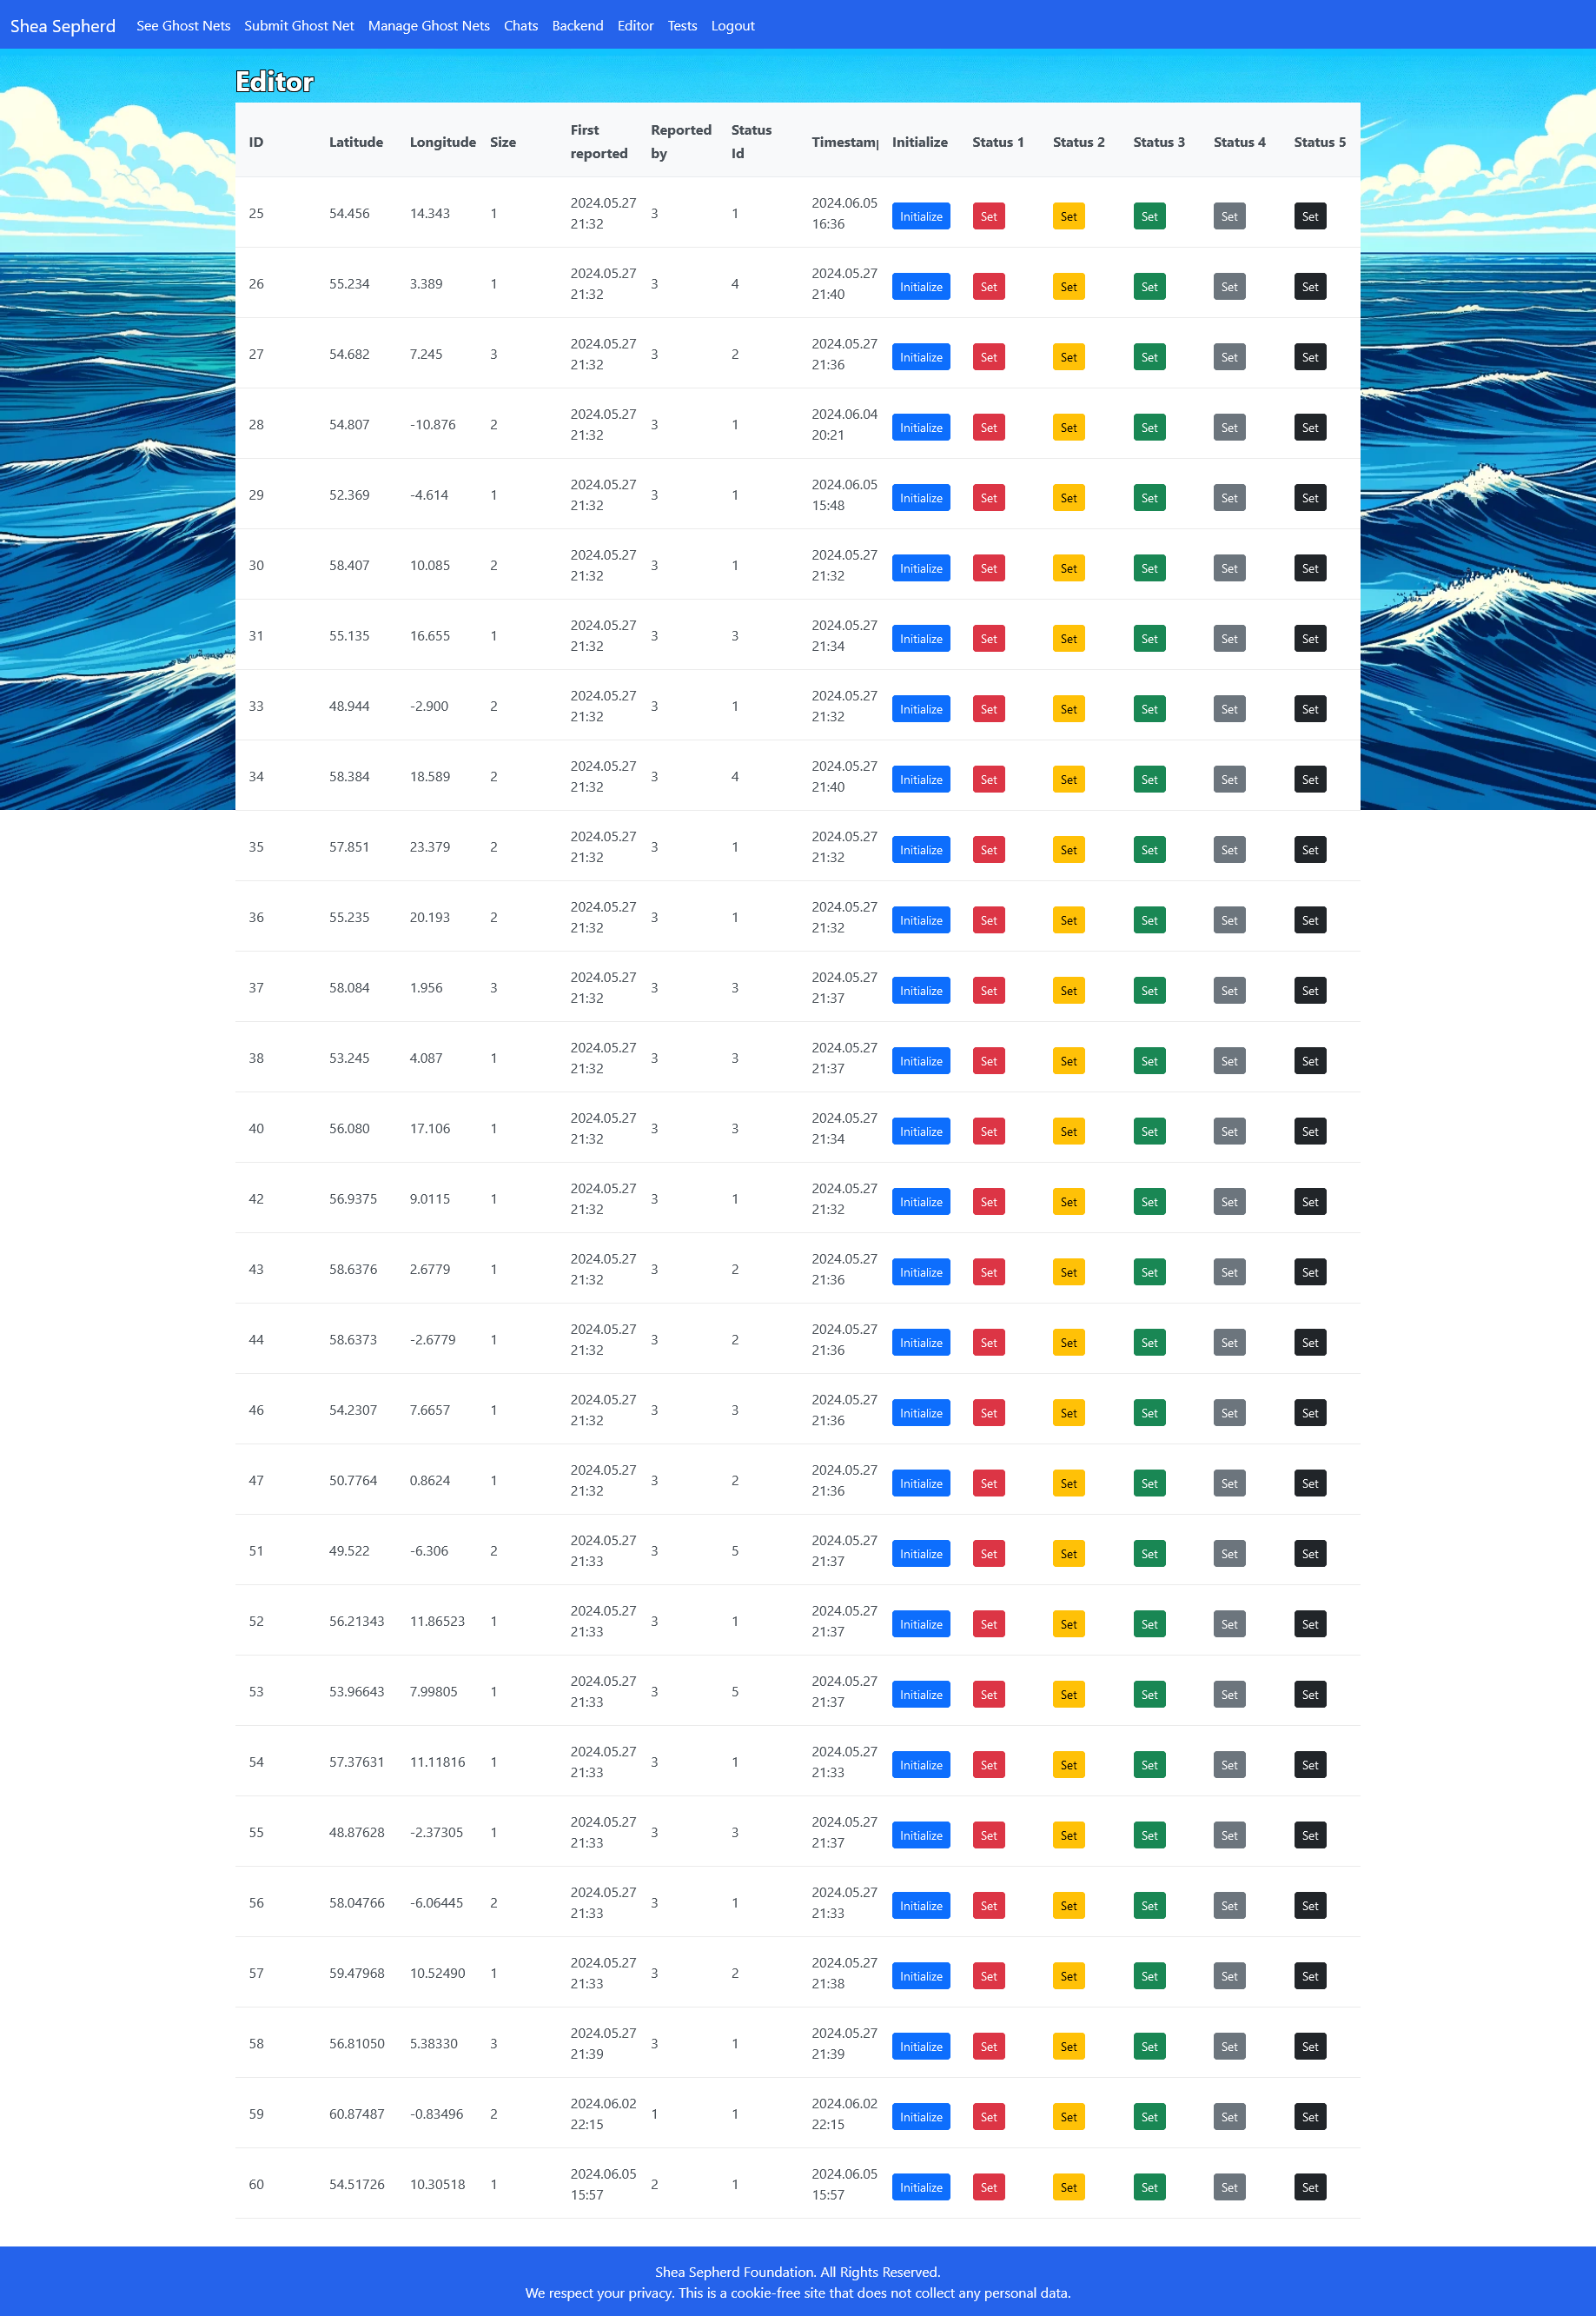 Shea Sepherd See Ghost Nets Submit Ghost Net Manage Ghost Nets Chats Backend Editor Tests Logout
Editor
ID Latitude Longitude Size First reported Reported by Status Id Timestamp Initialize Status 1 Status 2 Status 3 Status 4 Status 5
25 54.456 14.343 1 2024.05.27 21:32 3 1 2024.06.05 16:36 Initialize Set Set Set Set Set
26 55.234 3.389 1 2024.05.27 21:32 3 4 2024.05.27 21:40 Initialize Set Set Set Set Set
27 54.682 7.245 3 2024.05.27 21:32 3 2 2024.05.27 21:36 Initialize Set Set Set Set Set
28 54.807 -10.876 2 2024.05.27 21:32 3 1 2024.06.04 20:21 Initialize Set Set Set Set Set
29 52.369 -4.614 1 2024.05.27 21:32 3 1 2024.06.05 15:48 Initialize Set Set Set Set Set
30 58.407 10.085 2 2024.05.27 21:32 3 1 2024.05.27 21:32 Initialize Set Set Set Set Set
31 55.135 16.655 1 2024.05.27 21:32 3 3 2024.05.27 21:34 Initialize Set Set Set Set Set
33 48.944 -2.900 2 2024.05.27 21:32 3 1 2024.05.27 21:32 Initialize Set Set Set Set Set
34 58.384 18.589 2 2024.05.27 21:32 3 4 2024.05.27 21:40 Initialize Set Set Set Set Set
35 57.851 23.379 2 2024.05.27 21:32 3 1 2024.05.27 21:32 Initialize Set Set Set Set Set
36 55.235 20.193 2 2024.05.27 21:32 3 1 2024.05.27 21:32 Initialize Set Set Set Set Set
37 58.084 1.956 3 2024.05.27 21:32 3 3 2024.05.27 21:37 Initialize Set Set Set Set Set
38 53.245 4.087 1 2024.05.27 21:32 3 3 2024.05.27 21:37 Initialize Set Set Set Set Set
40 56.080 17.106 1 2024.05.27 21:32 3 3 2024.05.27 21:34 Initialize Set Set Set Set Set
42 56.9375 9.0115 1 2024.05.27 21:32 3 1 2024.05.27 21:32 Initialize Set Set Set Set Set
43 58.6376 2.6779 1 2024.05.27 21:32 3 2 2024.05.27 21:36 Initialize Set Set Set Set Set
44 58.6373 -2.6779 1 2024.05.27 21:32 3 2 2024.05.27 21:36 Initialize Set Set Set Set Set
46 54.2307 7.6657 1 2024.05.27 21:32 3 3 2024.05.27 21:36 Initialize Set Set Set Set Set
47 50.7764 0.8624 1 2024.05.27 21:32 3 2 2024.05.27 21:36 Initialize Set Set Set Set Set
51 49.522 -6.306 2 2024.05.27 21:33 3 5 2024.05.27 21:37 Initialize Set Set Set Set Set
52 56.21343 11.86523 1 2024.05.27 21:33 3 1 2024.05.27 21:37 Initialize Set Set Set Set Set
53 53.96643 7.99805 1 2024.05.27 21:33 3 5 2024.05.27 21:37 Initialize Set Set Set Set Set
54 57.37631 11.11816 1 2024.05.27 21:33 3 1 2024.05.27 21:33 Initialize Set Set Set Set Set
55 48.87628 -2.37305 1 2024.05.27 21:33 3 3 2024.05.27 21:37 Initialize Set Set Set Set Set
56 58.04766 -6.06445 2 2024.05.27 21:33 3 1 2024.05.27 21:33 Initialize Set Set Set Set Set
57 59.47968 10.52490 1 2024.05.27 21:33 3 2 2024.05.27 21:38 Initialize Set Set Set Set Set
58 56.81050 5.38330 3 2024.05.27 21:39 3 1 2024.05.27 21:39 Initialize Set Set Set Set Set
59 60.87487 -0.83496 2 2024.06.02 22:15 1 1 2024.06.02 22:15 Initialize Set Set Set Set Set
60 54.51726 10.30518 1 2024.06.05 15:57 2 1 2024.06.05 15:57 Initialize Set Set Set Set Set
Shea Sepherd Foundation. All Rights Reserved.
We respect your privacy. This is a cookie-free site that does not collect any personal data.